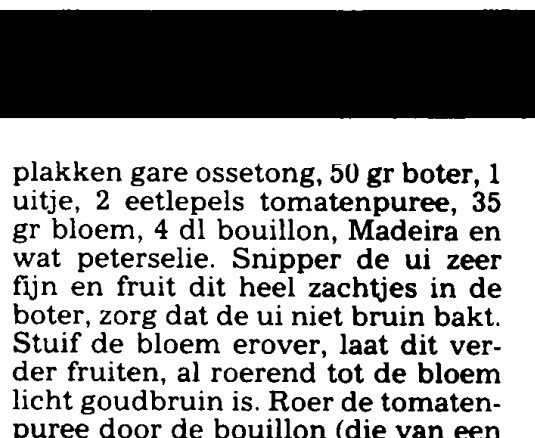 plakken gare ossetong, 50 gr boter, 1
uitje, 2 eetlepels tomatenpuree, 35
gr bloem, 4 dl bouillon, Madeira en
wat peterselie. Snipper de ui zeer
fijn en fruit dit heel zachtjes in de
boter, zorg dat de ui niet bruin bakt.
Stuif de bloem erover, laat dit ver-
der fruiten, al roerend tot de bloem
licht goudbruin is. Roer de tomaten-
puree door de bouillon (die van een